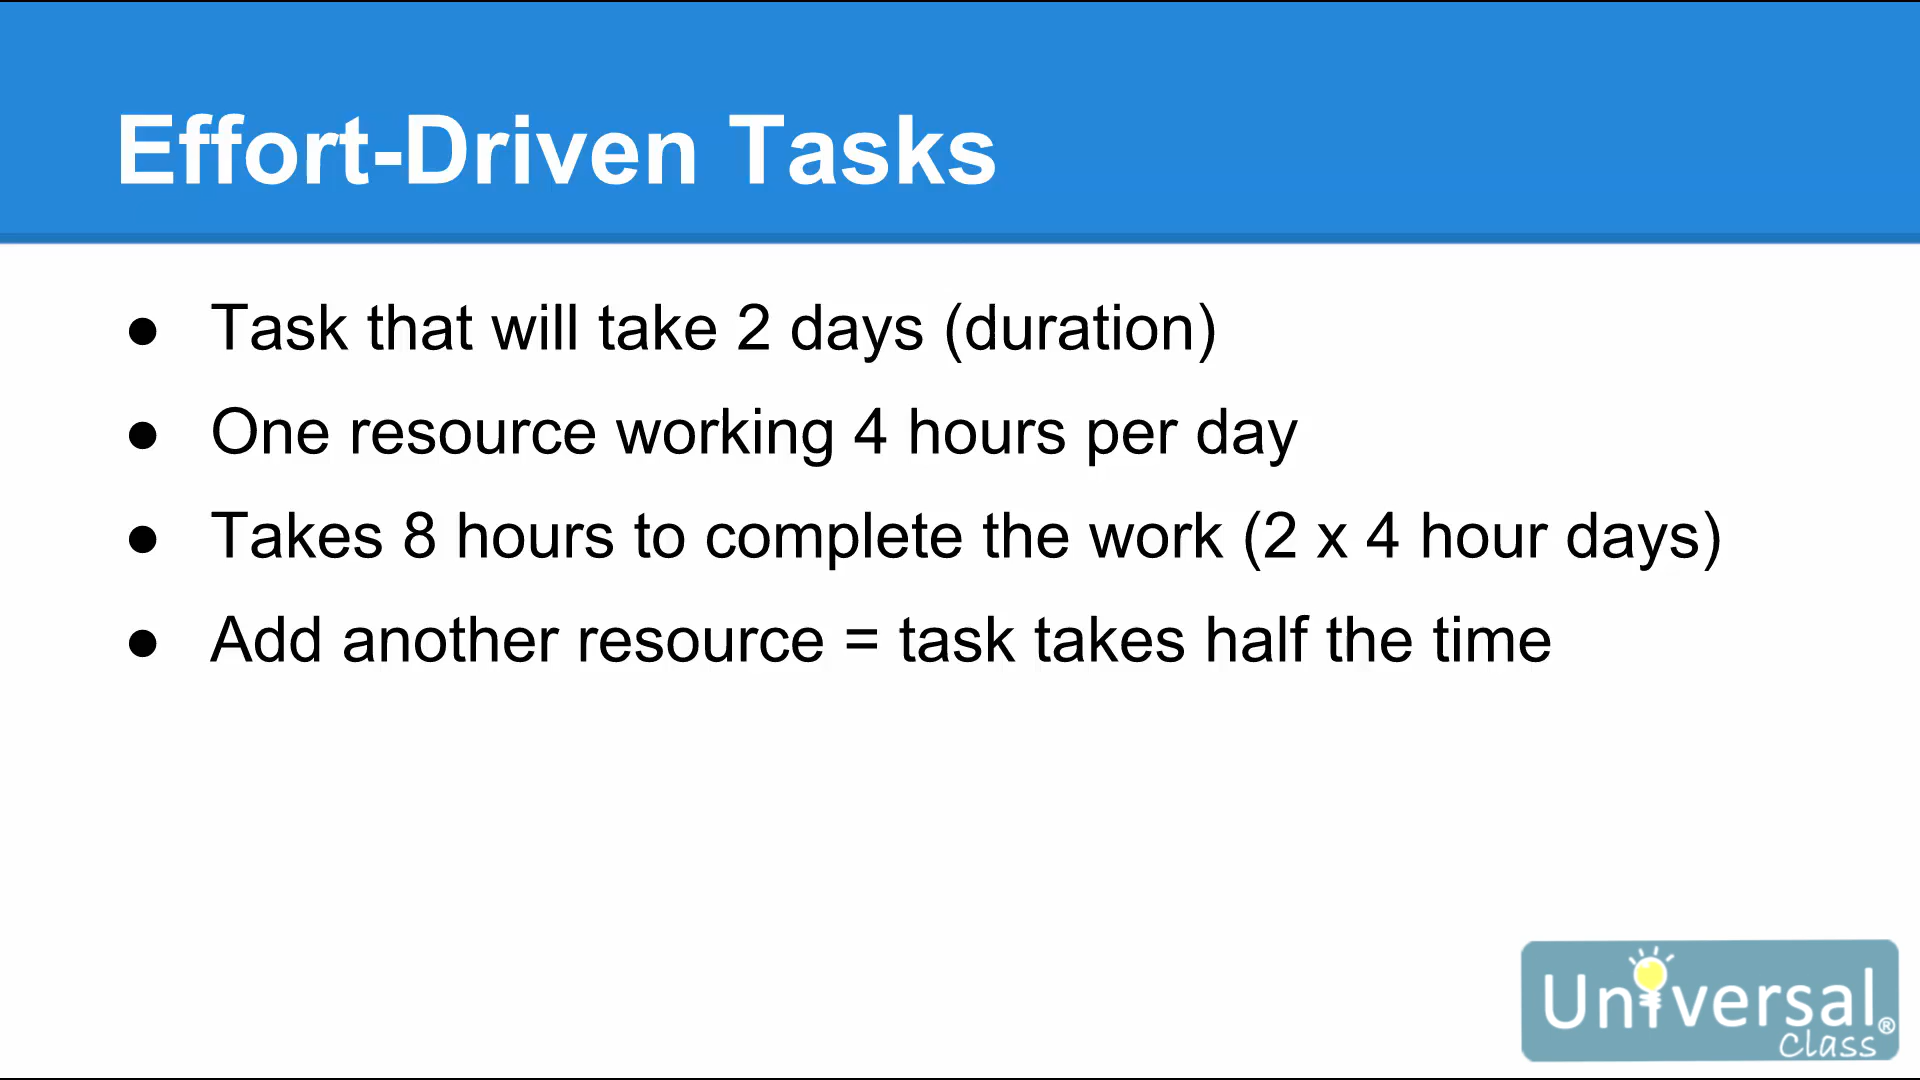 Effort-Driven Tasks
● Task that will take 2 days (duration)
● One resource working 4 hours per day
● Takes 8 hours to complete the work (2 x 4 hour days)
● Add another resource = task takes half the time
Universal®
Class